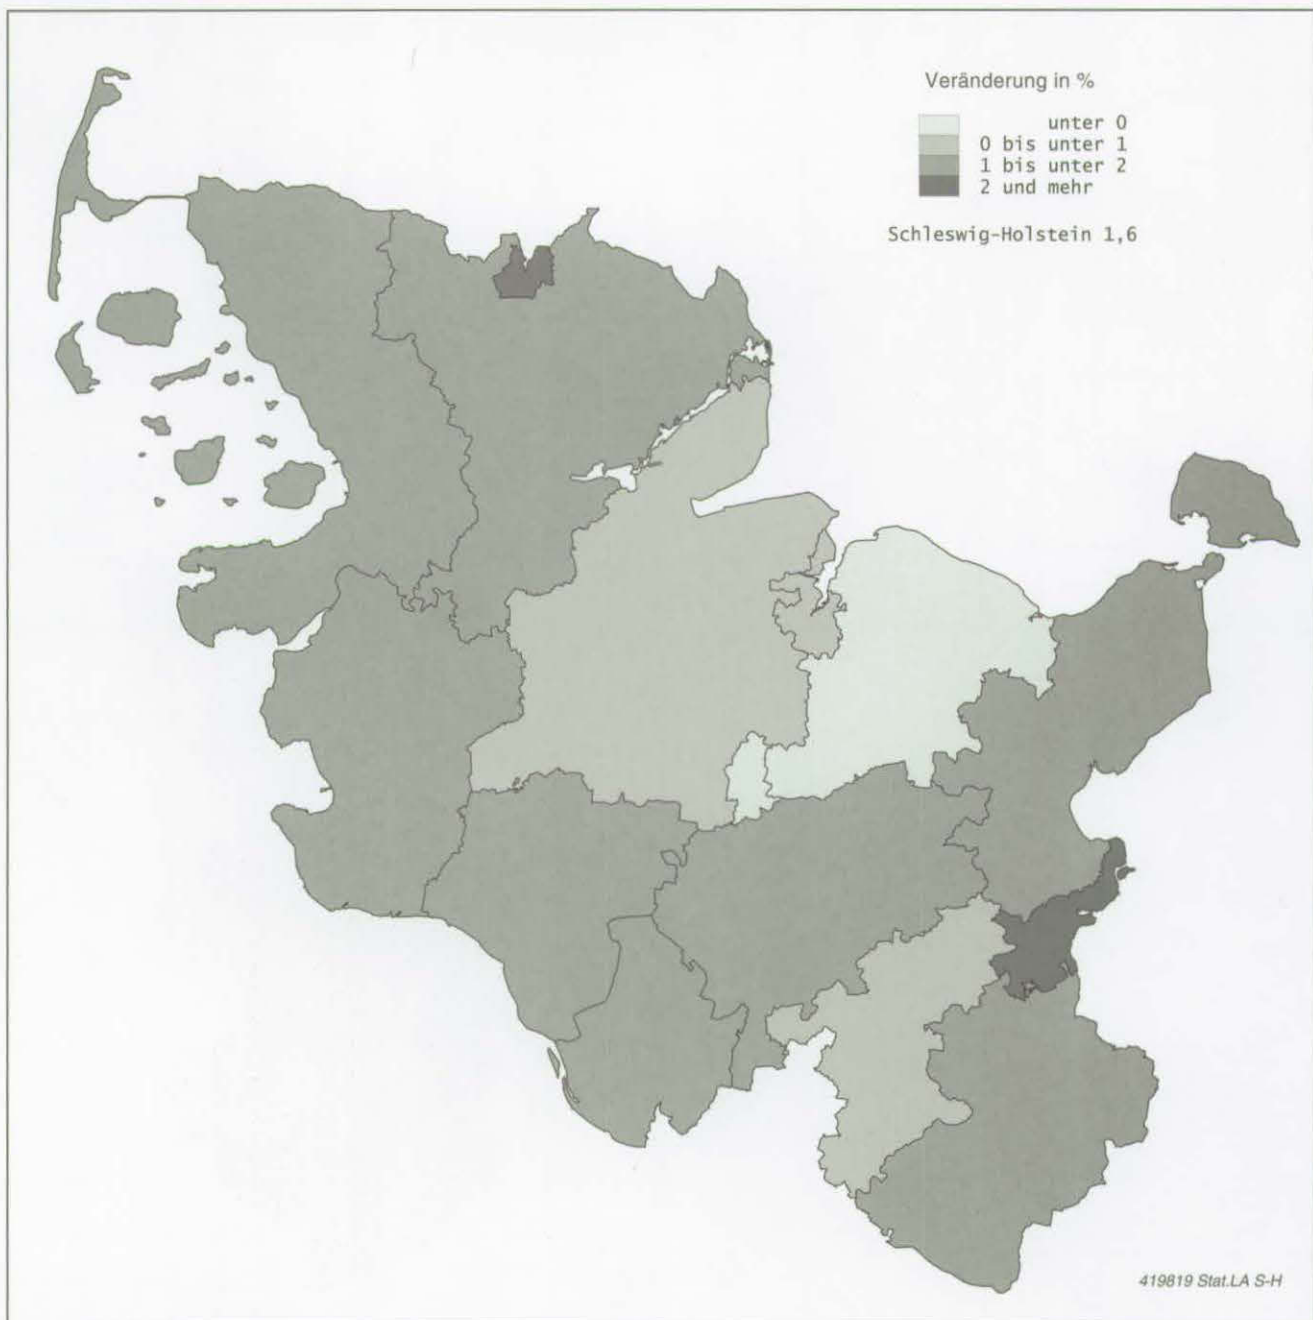 Veränderung in %
unter 0
0 bis unter 1
1 bis unter 2
2 und mehr
Schleswig-Holstein 1,6
419819 Stat.LA S-H